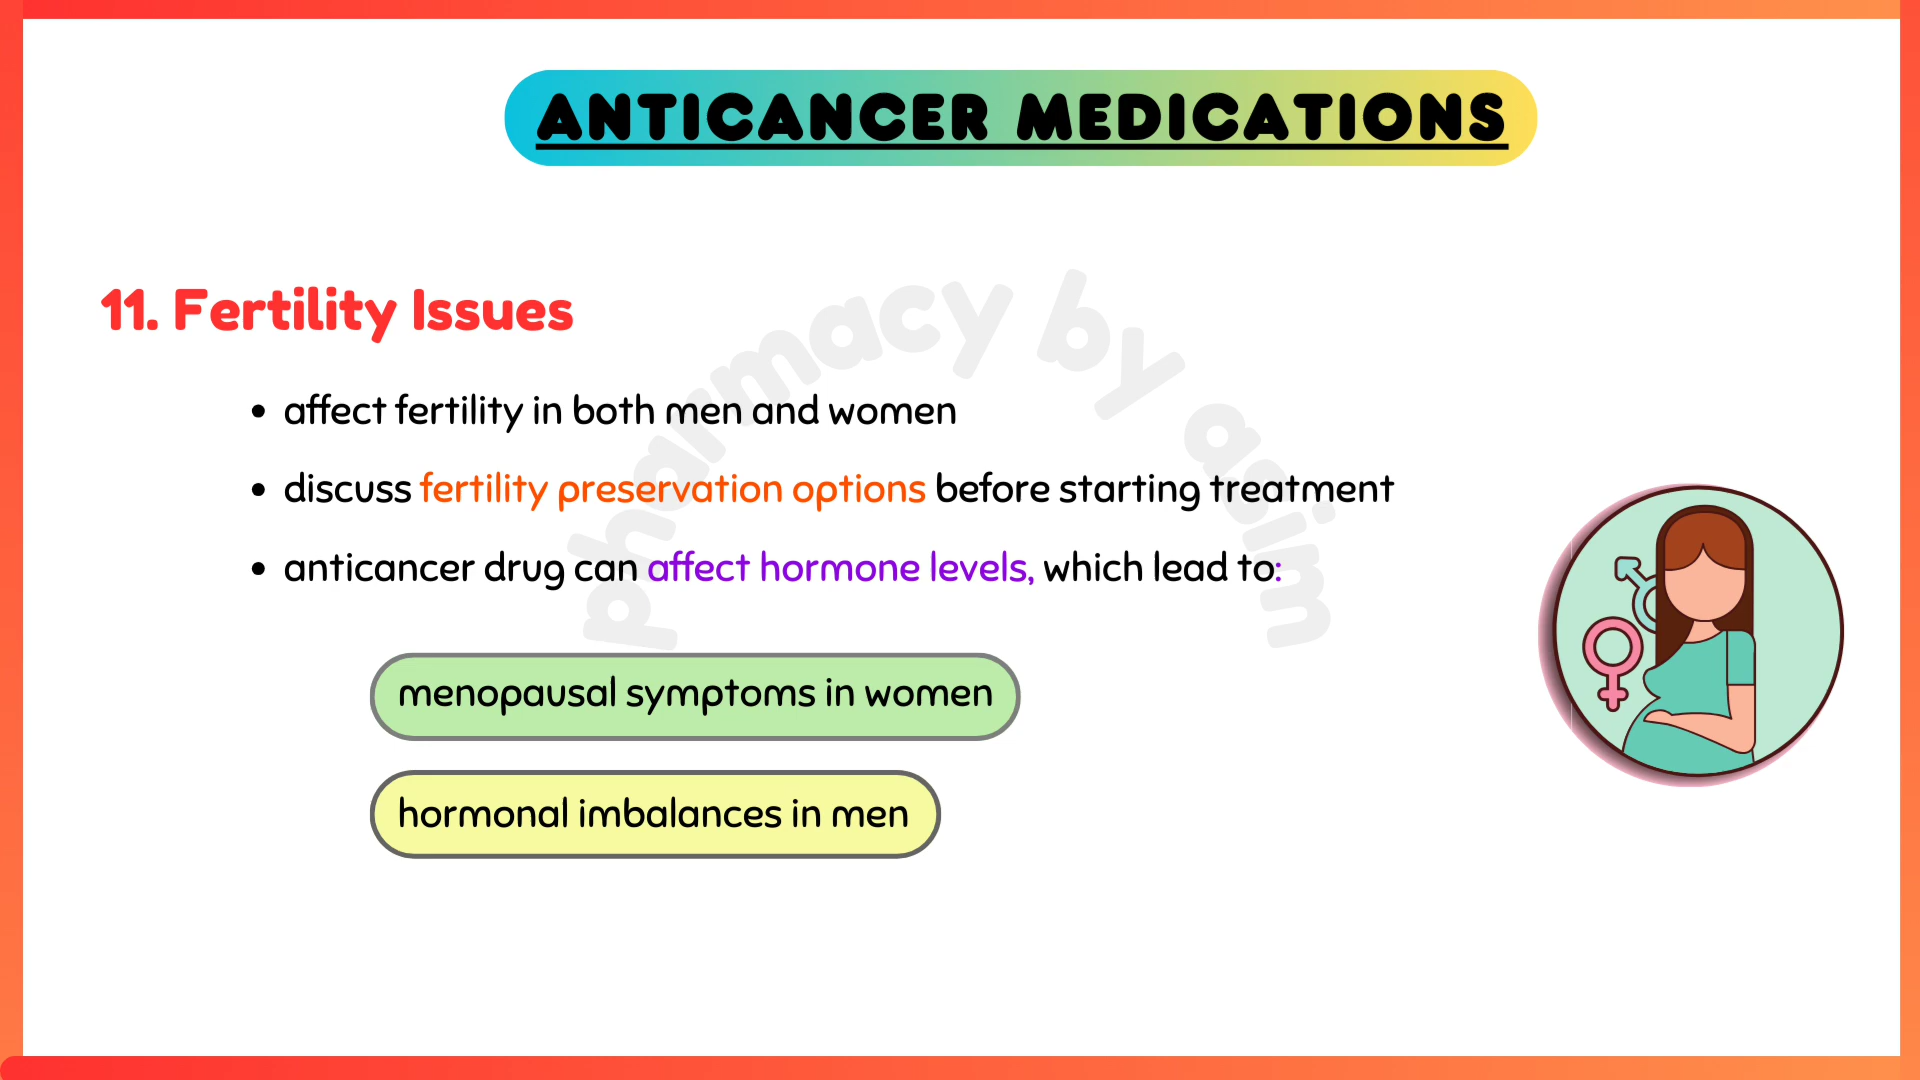 ANTICANCER MEDICATIONS
11. Fertility Issues
• affect fertility in both men and women
• discuss fertility preservation options before starting treatment
• anticancer drug can affect hormone levels, which lead to:
menopausal symptoms in women
hormonal imbalances in men
pharmacy by asim